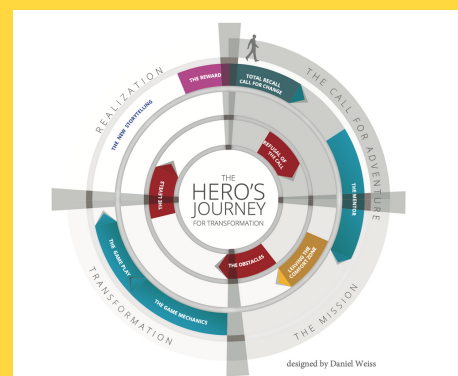 THE
HERO'S
JOURNEY
FOR TRANSFORMATION
THE CALL FOR ADVENTURE
THE MISSION
TRANSFORMATION
REALIZATION
THE REWARD
TOTAL RECALL
CALL FOR CHANGE
THE MENTOR
REFUSAL OF
THE CALL
LEAVING THE
COMFORT ZONE
THE OBSTACLES
THE GAME MECHANICS
THE GAME PLAY
THE LEVELS
THE NEW STORYTELLING
designed by Daniel Weiss